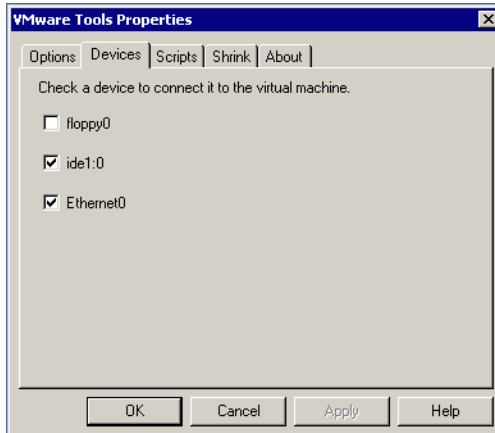 VMware Tools Properties
Options Devices Scripts Shrink About
Check a device to connect it to the virtual machine.
floppy0
ide1:0
Ethernet0
OK Cancel Apply Help